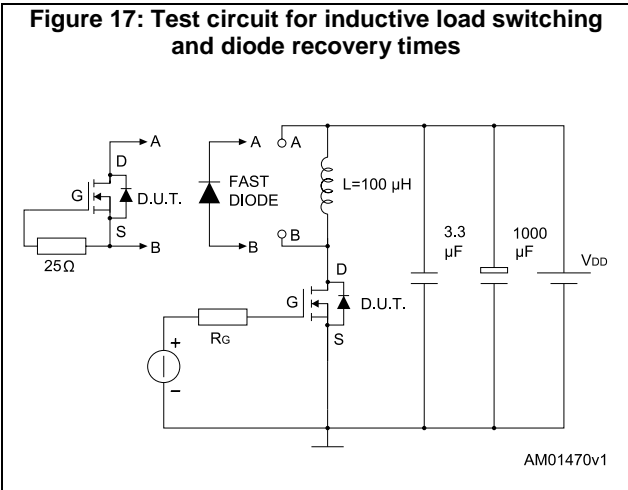 Figure 17: Test circuit for inductive load switching
and diode recovery times
A
D
G
D.U.T.
S
B
25Ω
A
FAST
DIODE
B
A
B
L=100 µH
3.3
µF
1000
µF
VDD
D
G
D.U.T.
S
RG
+
−
AM01470v1